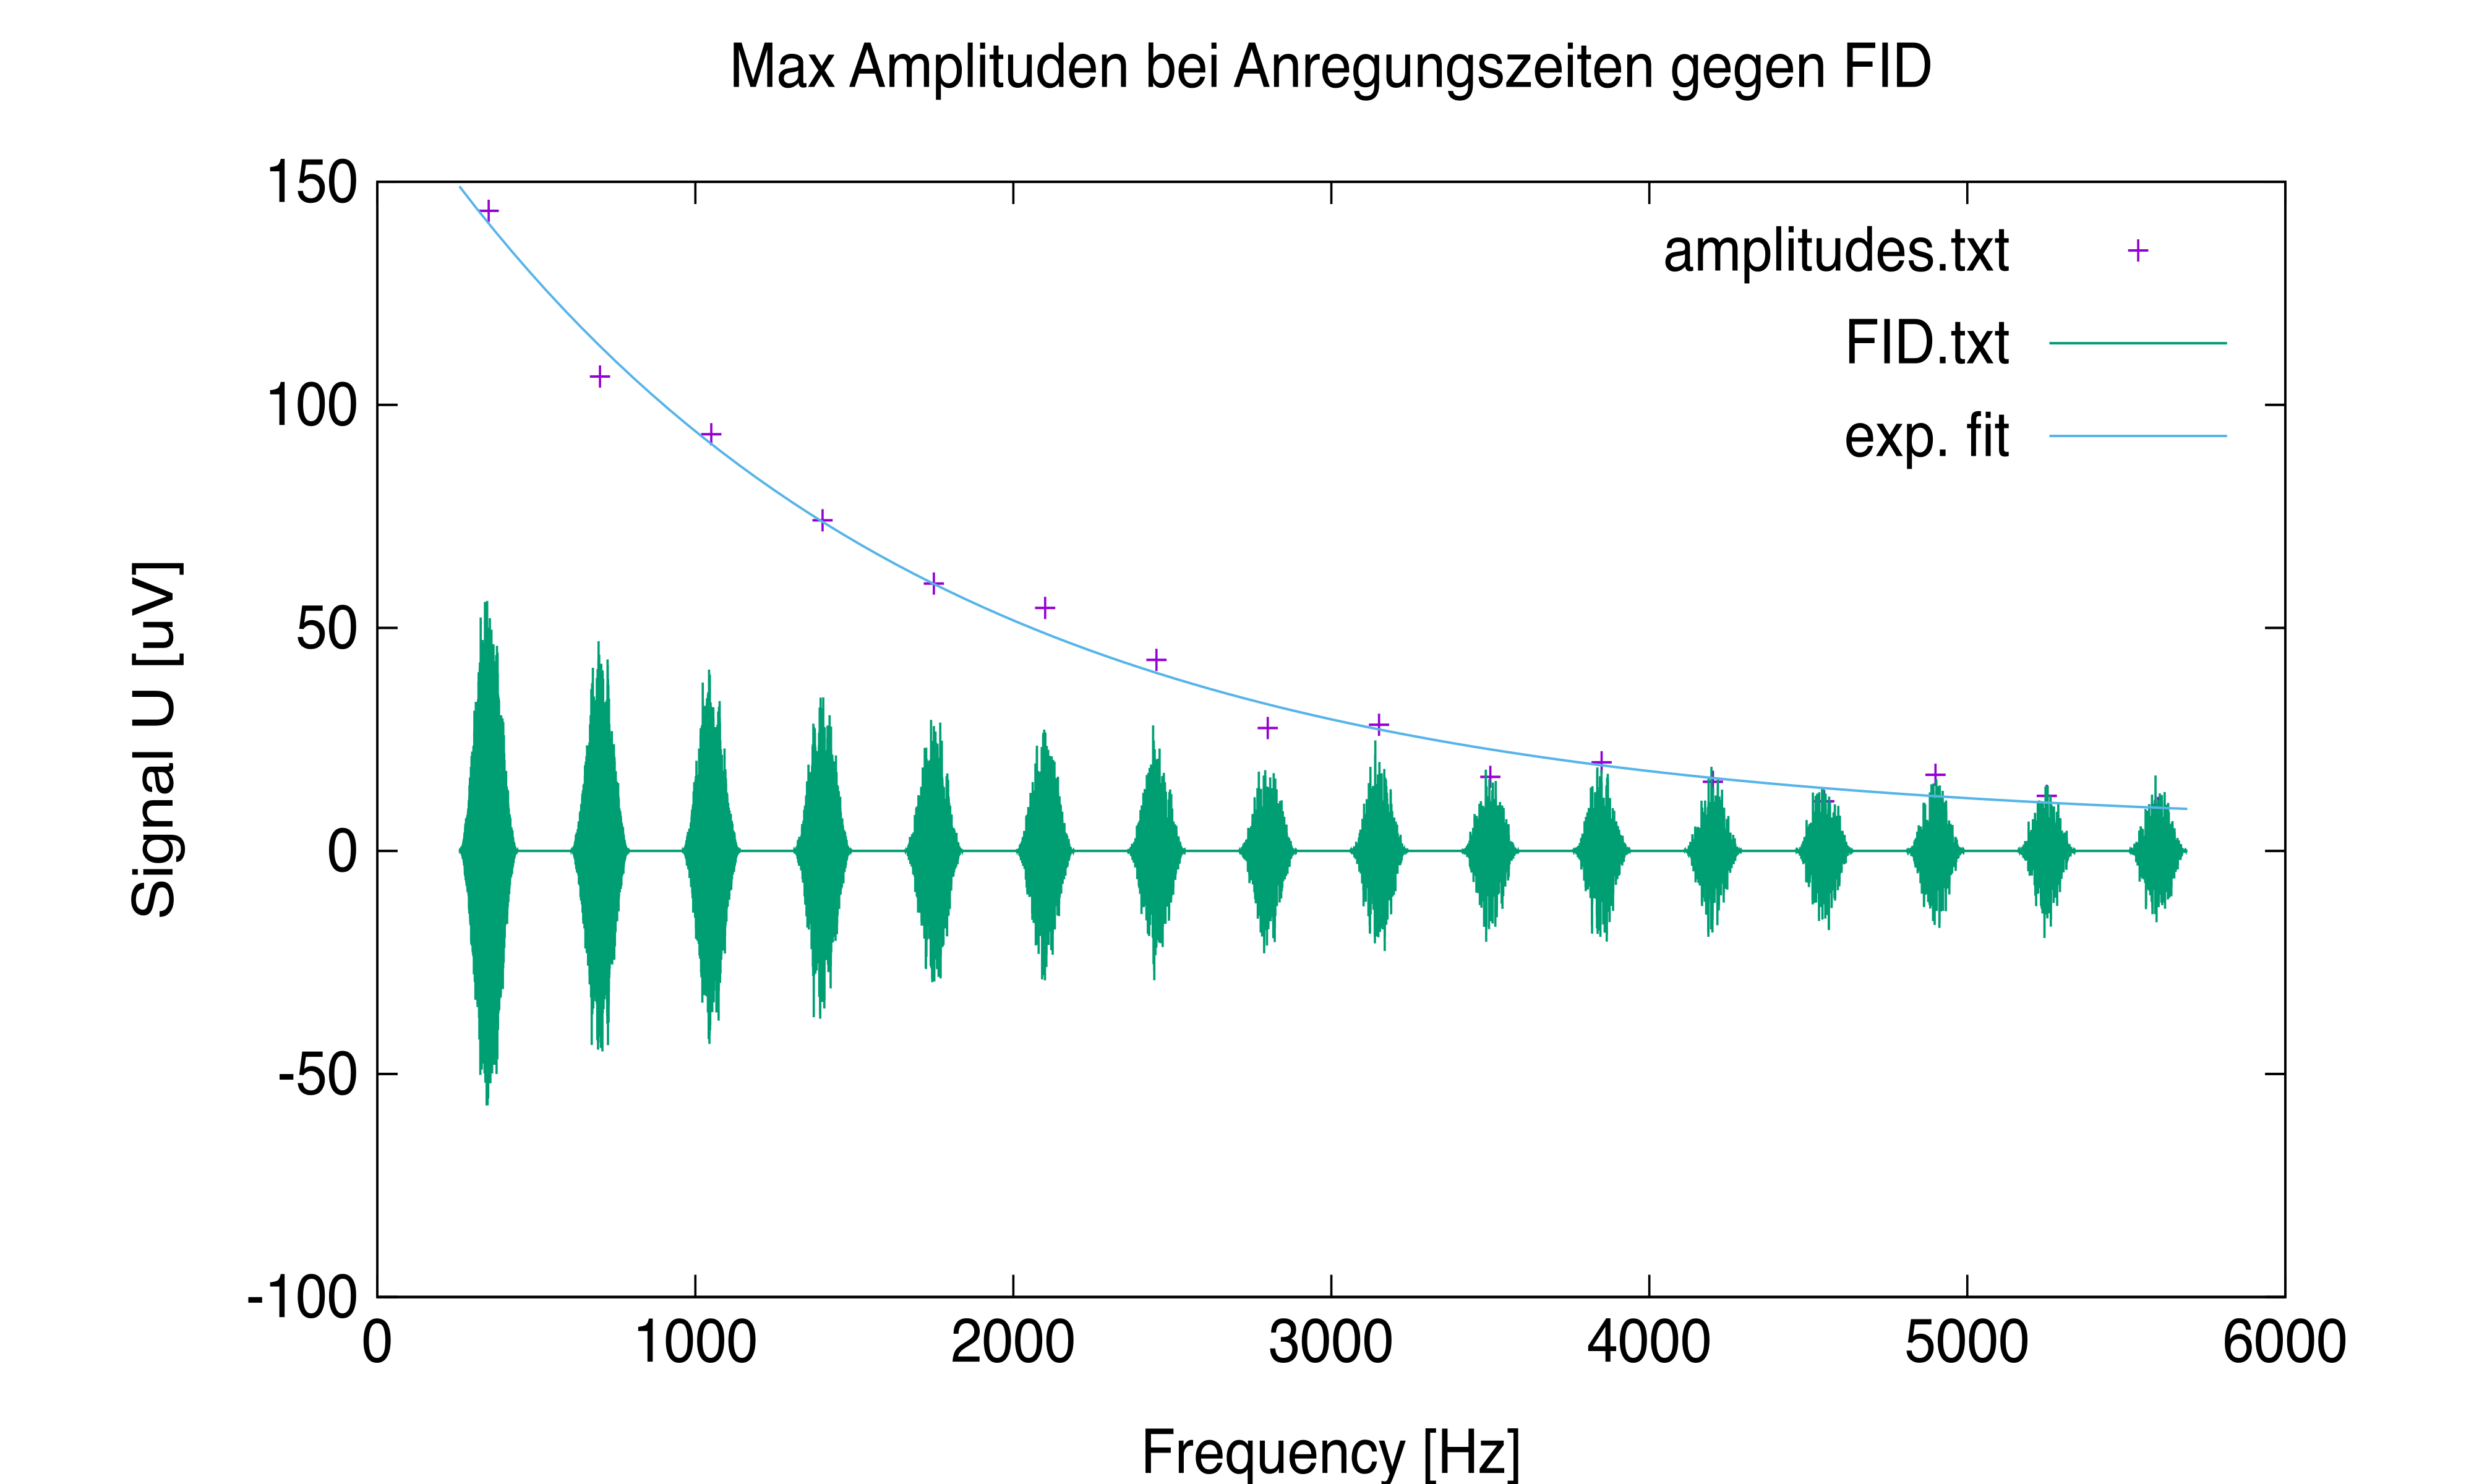 Max Amplituden bei Anregungszeiten gegen FID
150
100
50
0
-50
-100
Signal U [uV]
amplitudes.txt
FID.txt
exp. fit
0 1000 2000 3000 4000 5000 6000
Frequency [Hz]